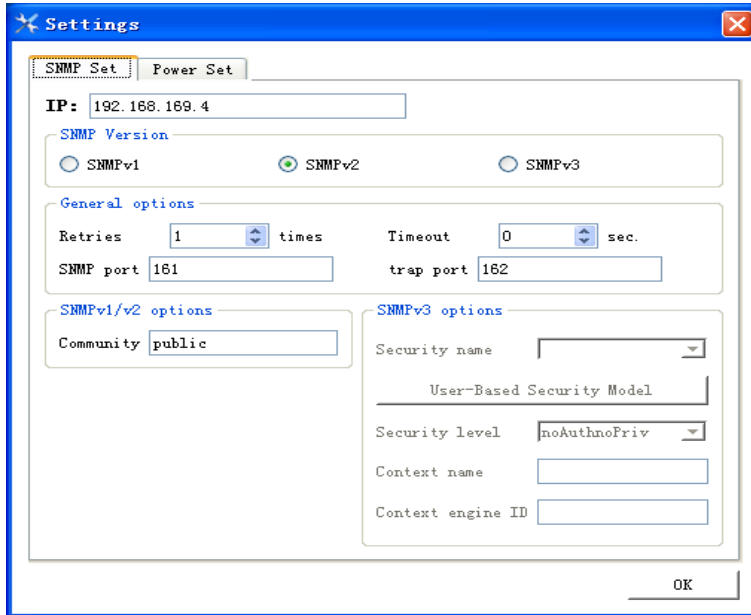 Settings
SNMP Set Power Set
IP: 192.168.169.4
SNMP Version
SNMPv1 SNMPv2 SNMPv3
General options
Retries 1 times Timeout 0 sec.
SNMP port 161 trap port 162
SNMPv1/v2 options
Community public
SNMPv3 options
Security name
User-Based Security Model
Security level noAuthnoPriv
Context name
Context engine ID
OK